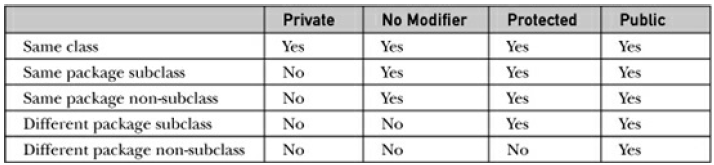 Private No Modifier Protected Public
Same class Yes Yes Yes Yes
Same package subclass No Yes Yes Yes
Same package non-subclass No Yes Yes Yes
Different package subclass No No Yes Yes
Different package non-subclass No No No Yes